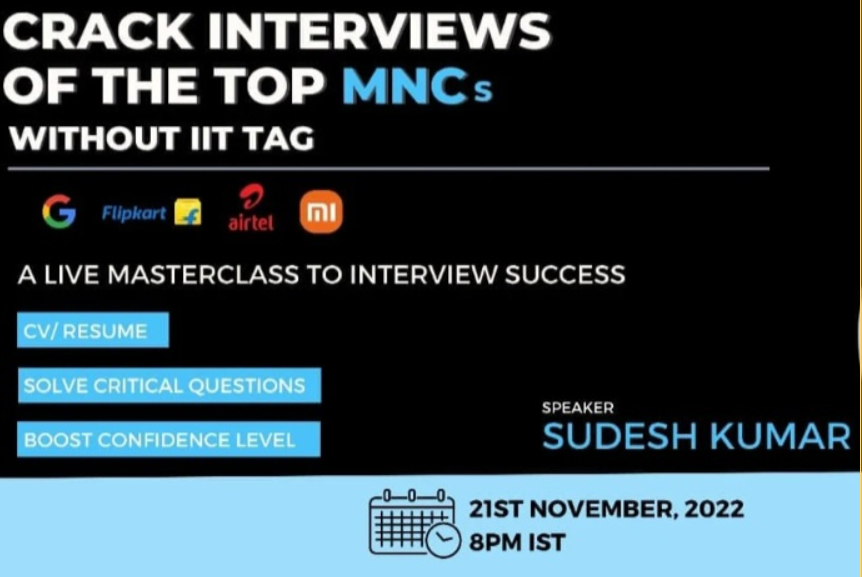 CRACK INTERVIEWS
OF THE TOP MNCs
WITHOUT IIT TAG
G Flipkart f airtel mi
A LIVE MASTERCLASS TO INTERVIEW SUCCESS
CV/ RESUME
SOLVE CRITICAL QUESTIONS
BOOST CONFIDENCE LEVEL
SPEAKER
SUDESH KUMAR
21ST NOVEMBER, 2022
8PM IST